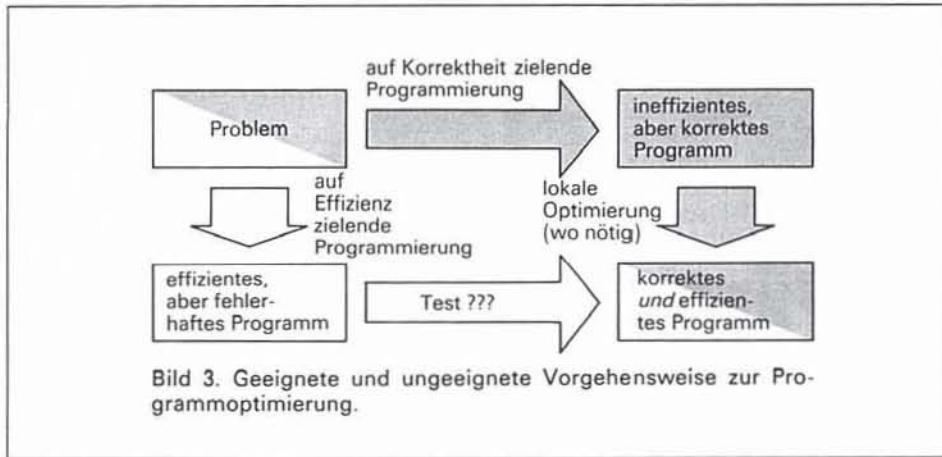 auf Korrektheit zielende
Programmierung
Problem
ineffizientes,
aber korrektes
Programm
auf
Effizienz
zielende
Programmierung
lokale
Optimierung
(wo nötig)
effizientes,
aber fehler-
haftes Programm
Test ???
korrektes
und effizien-
tes Programm
Bild 3. Geeignete und ungeeignete Vorgehensweise zur Pro-
grammoptimierung.